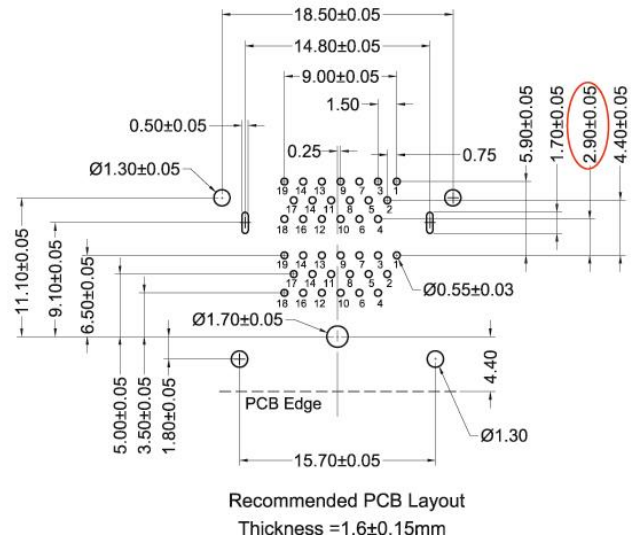 18.50±0.05
14.80±0.05
9.00±0.05
1.50
0.50±0.05
0.25
0.75
Ø1.30±0.05
5.90±0.05
1.70±0.05
2.90±0.05
4.40±0.05
19 14 13 9 7 3 1
17 14 11 8 5 2
18 16 12 10 6 4
19 14 13 9 7 3 1
17 14 11 8 5 2
18 16 12 10 6 4
11.10±0.05
9.10±0.05
6.50±0.05
5.00±0.05
3.50±0.05
1.80±0.05
Ø0.55±0.03
Ø1.70±0.05
4.40
PCB Edge
Ø1.30
15.70±0.05
Recommended PCB Layout
Thickness =1.6±0.15mm